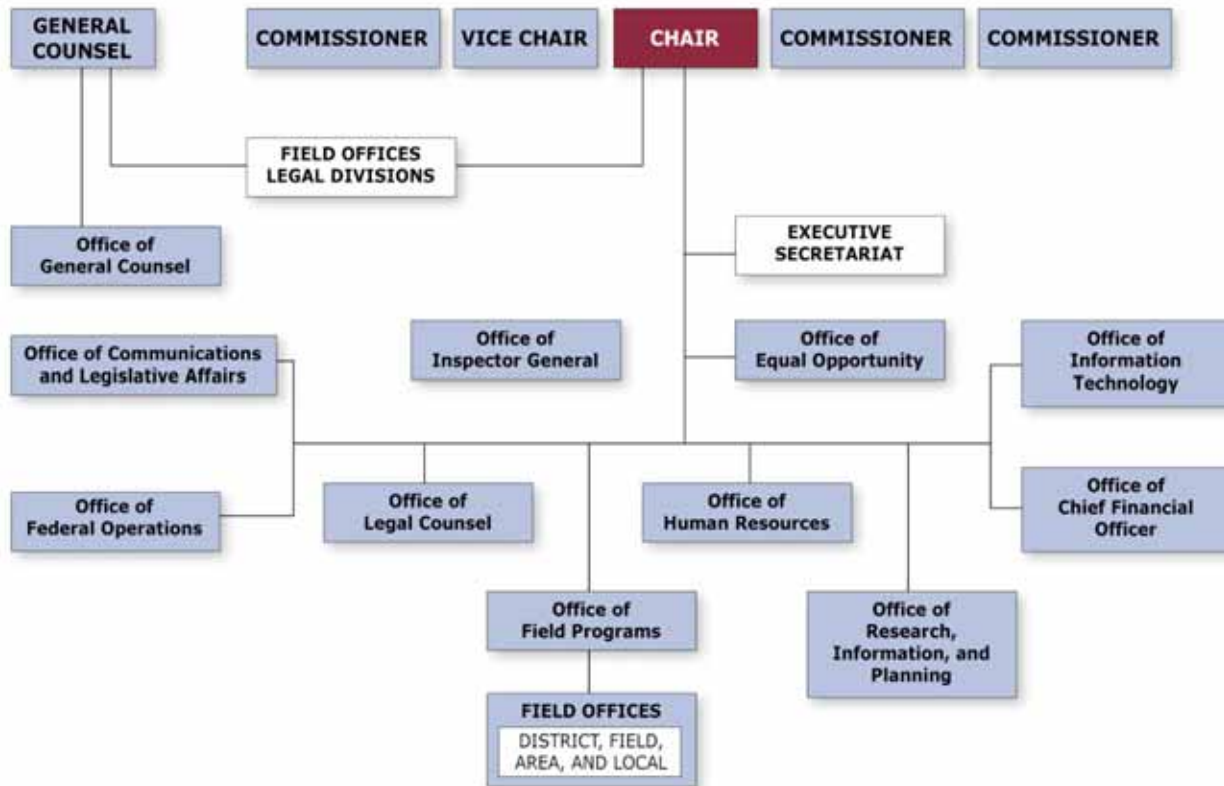 GENERAL
COUNSEL
COMMISSIONER
VICE CHAIR
CHAIR
COMMISSIONER
COMMISSIONER
FIELD OFFICES
LEGAL DIVISIONS
Office of
General Counsel
EXECUTIVE
SECRETARIAT
Office of Communications
and Legislative Affairs
Office of
Inspector General
Office of
Equal Opportunity
Office of
Information
Technology
Office of
Federal Operations
Office of
Legal Counsel
Office of
Human Resources
Office of
Chief Financial
Officer
Office of
Field Programs
Office of
Research,
Information, and
Planning
FIELD OFFICES
DISTRICT, FIELD,
AREA, AND LOCAL